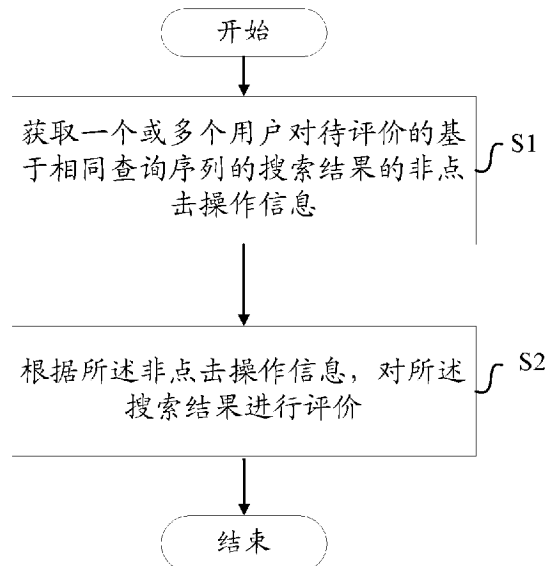 开始
获取一个或多个用户对待评价的基
于相同查询序列的搜索结果的非点
击操作信息
S1
根据所述非点击操作信息，对所述
搜索结果进行评价
S2
结束